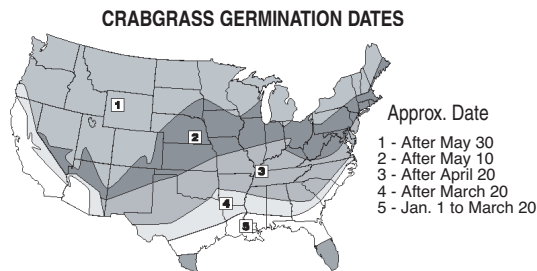 CRABGRASS GERMINATION DATES
1
2
3
4
5
Approx. Date
1 - After May 30
2 - After May 10
3 - After April 20
4 - After March 20
5 - Jan. 1 to March 20